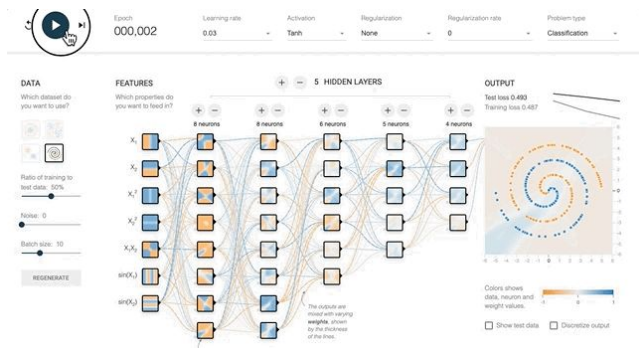 Epoch
000,002
Learning rate
0.03
Activation
Tanh
Regularization
None
Regularization rate
0
Problem type
Classification
DATA
Which dataset do
you want to use?
Ratio of training to
test data: 50%
Noise: 0
Batch size: 10
REGENERATE
FEATURES
Which properties do
you want to feed in?
X₁
X₂
X₁²
X₂²
X₁X₂
sin(X₁)
sin(X₂)
+ − 5 HIDDEN LAYERS
+ −
8 neurons
+ −
8 neurons
+ −
6 neurons
+ −
5 neurons
+ −
4 neurons
The outputs are
mixed with varying
weights, shown
by the thickness
of the lines.
OUTPUT
Test loss 0.493
Training loss 0.487
Colors shows
data, neuron and
weight values.
-1 0 1
Show test data
Discretize output